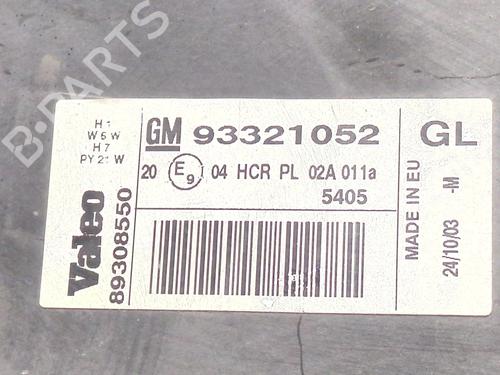 B-PARTS
H1
W5W
H7
PY21W
GM 93321052 GL
20 E9 04 HCR PL 02A 011a
5405
Valeo
89308550
MADE IN EU
24/10/03 -M